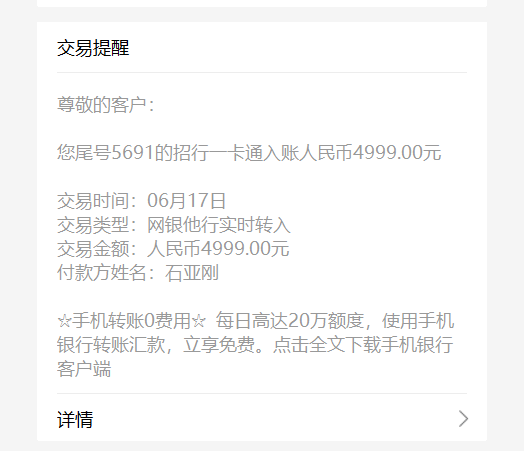 交易提醒
尊敬的客户：
您尾号5691的招行一卡通入账人民币4999.00元
交易时间：06月17日
交易类型：网银他行实时转入
交易金额：人民币4999.00元
付款方姓名：石亚刚
☆手机转账0费用☆ 每日高达20万额度，使用手机
银行转账汇款，立享免费。点击全文下载手机银行
客户端
详情